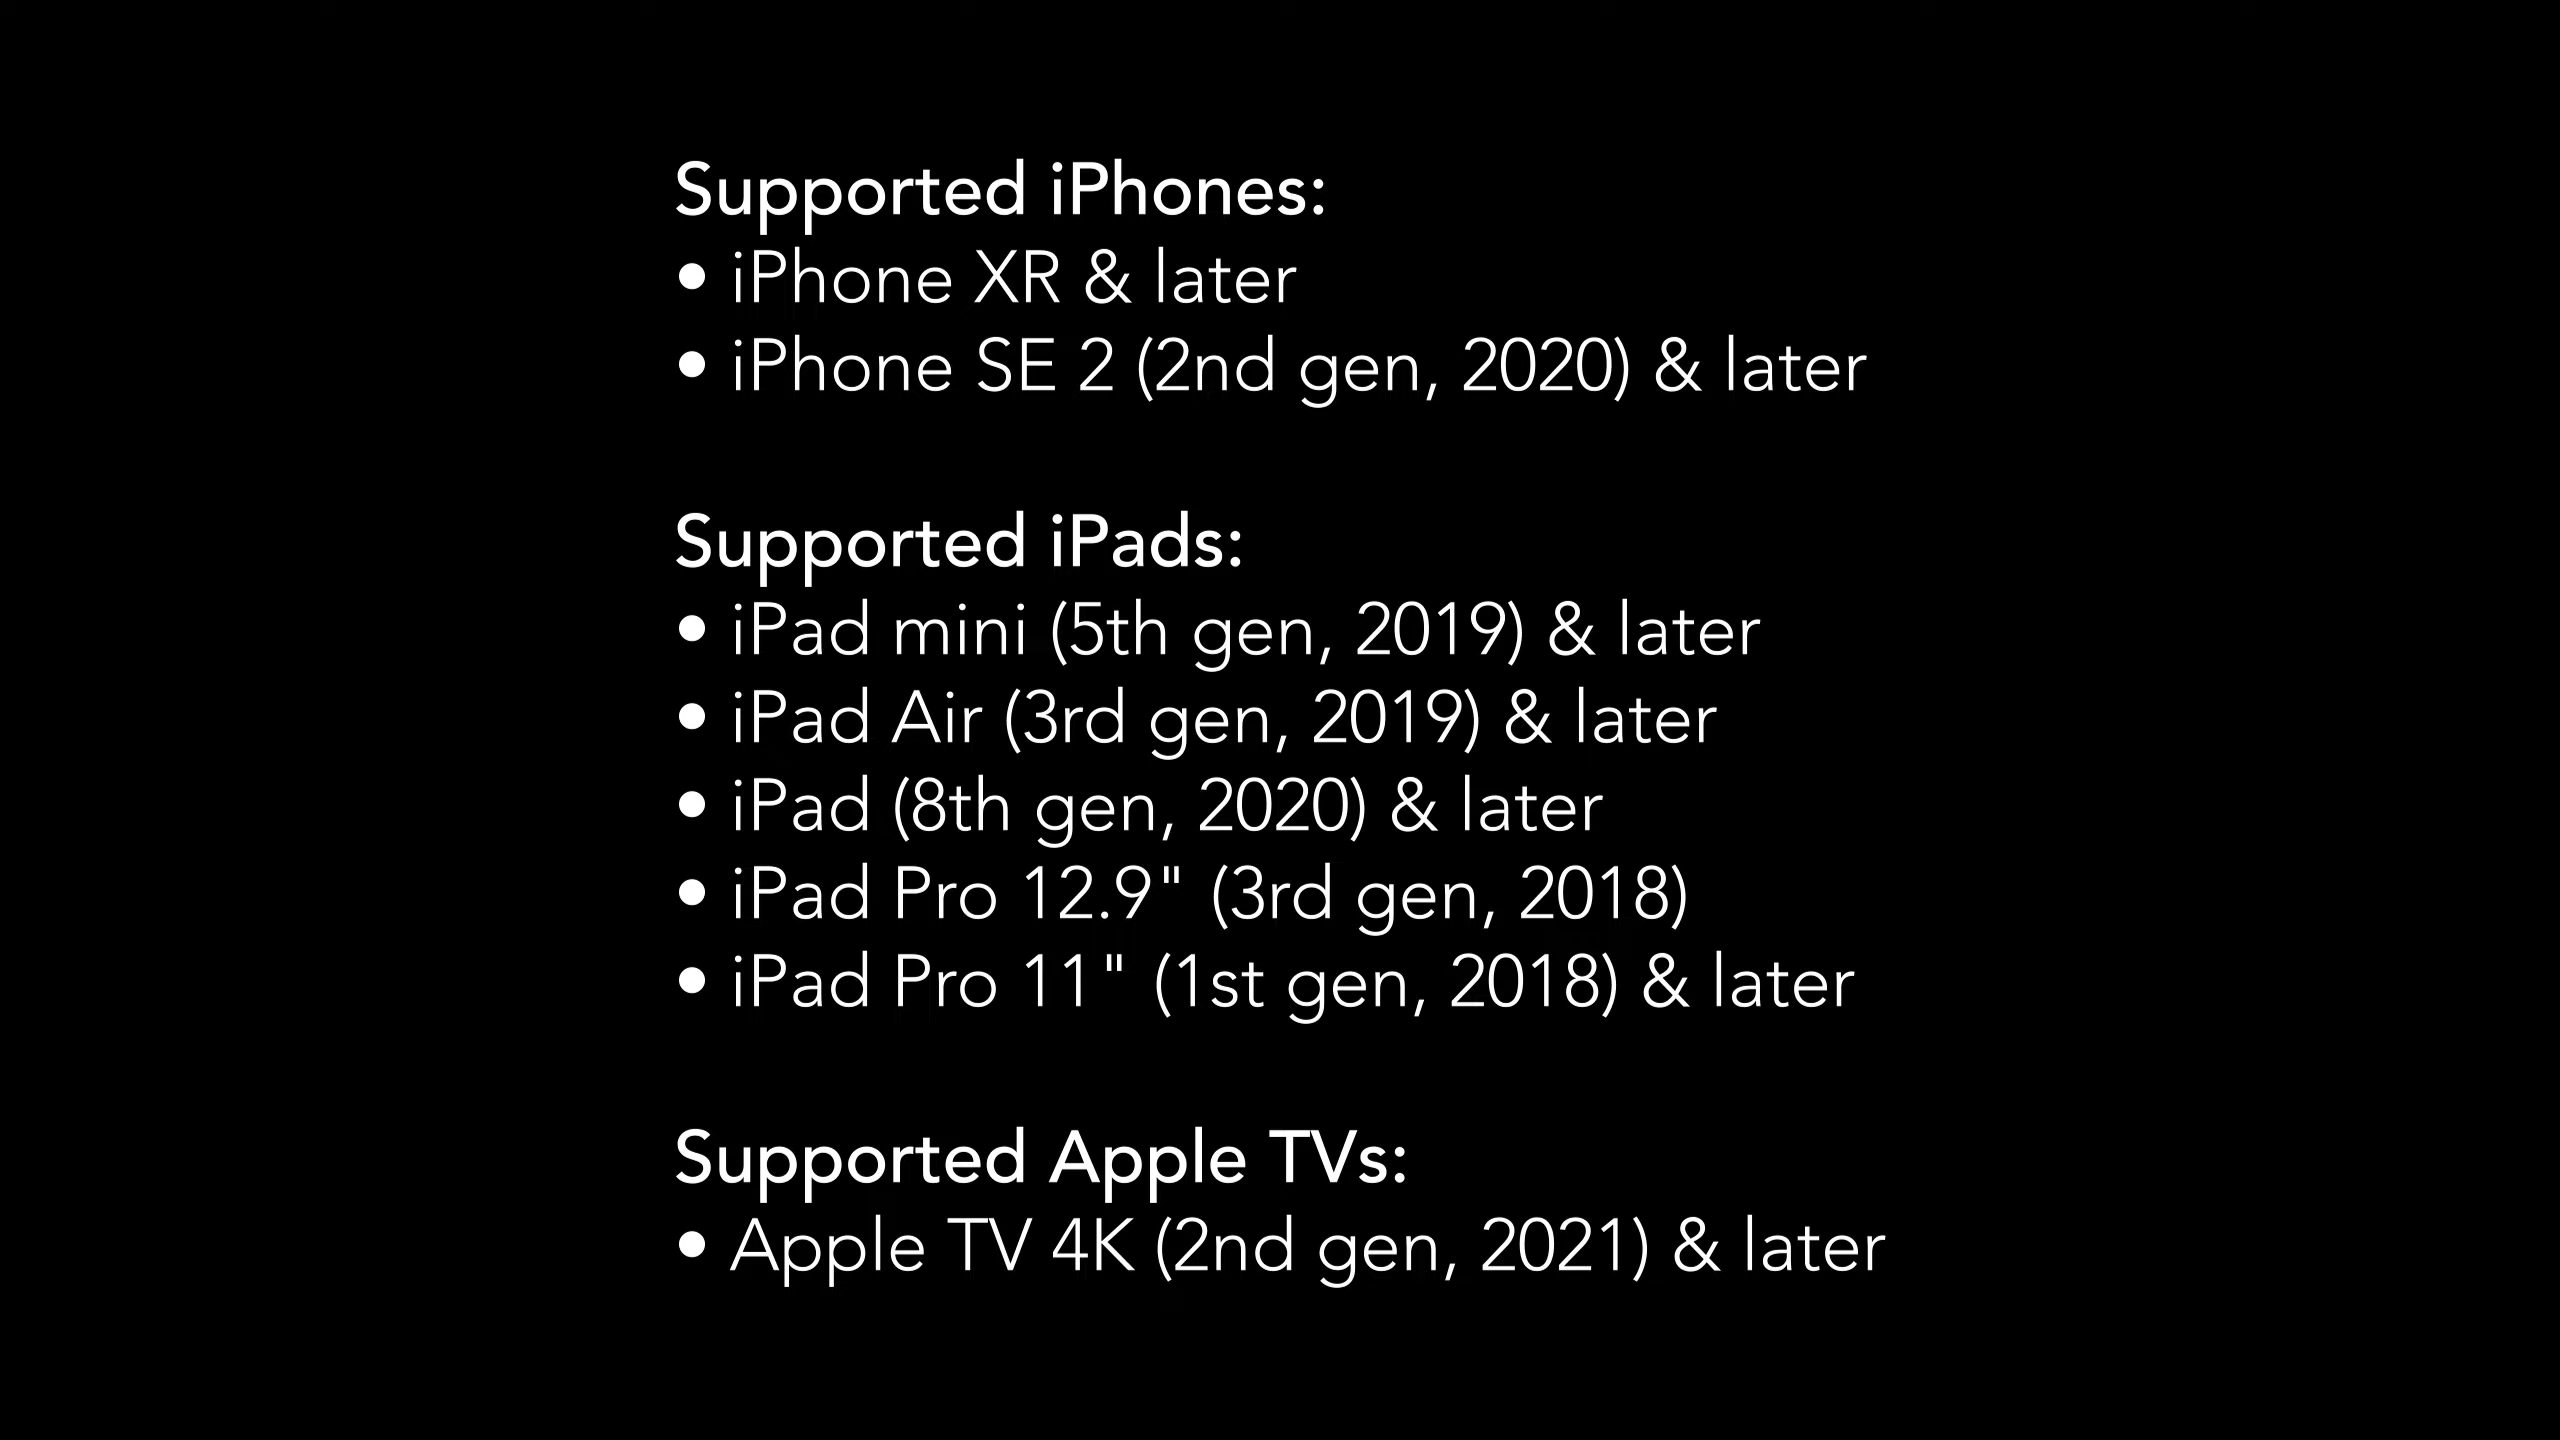 Supported iPhones:
• iPhone XR & later
• iPhone SE 2 (2nd gen, 2020) & later
Supported iPads:
• iPad mini (5th gen, 2019) & later
• iPad Air (3rd gen, 2019) & later
• iPad (8th gen, 2020) & later
• iPad Pro 12.9" (3rd gen, 2018)
• iPad Pro 11" (1st gen, 2018) & later
Supported Apple TVs:
• Apple TV 4K (2nd gen, 2021) & later